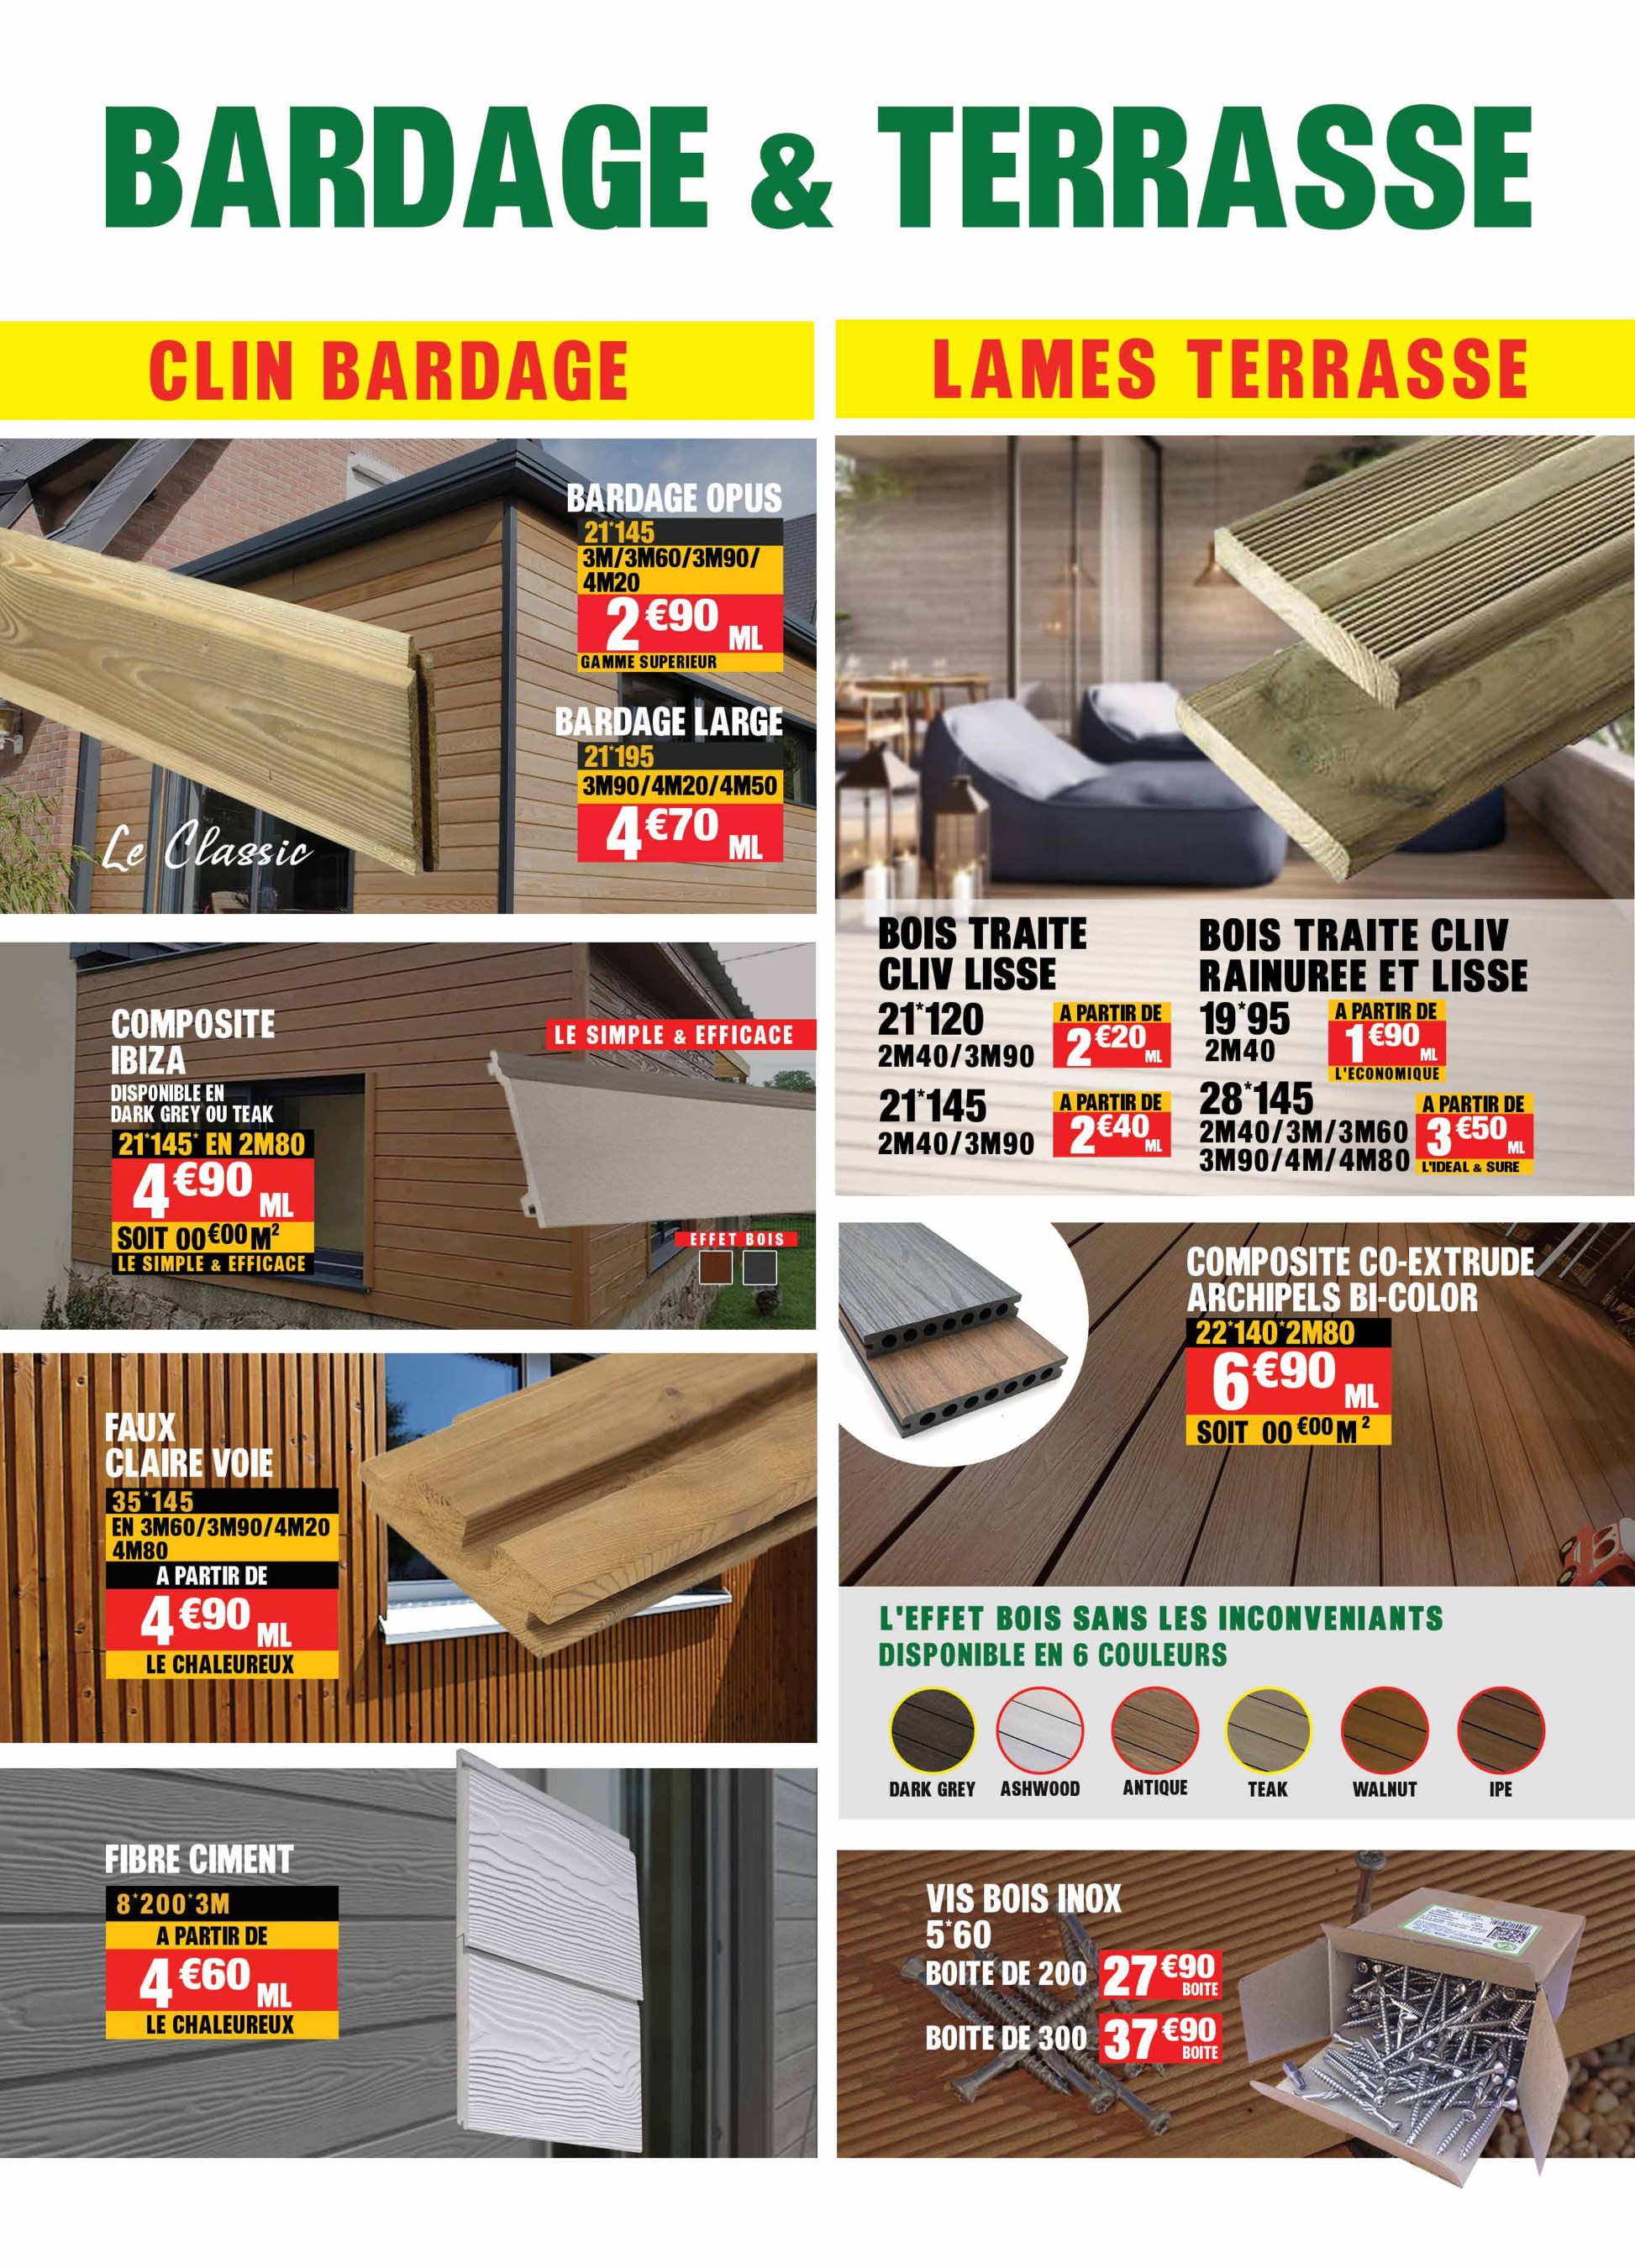 BARDAGE & TERRASSE
CLIN BARDAGE
BARDAGE OPUS
21*145
3M/3M60/3M90/
4M20
2€90 ML
GAMME SUPERIEUR
BARDAGE LARGE
21*195
3M90/4M20/4M50
4€70 ML
Le Classic
COMPOSITE
IBIZA
DISPONIBLE EN
DARK GREY OU TEAK
21*145* EN 2M80
4€90 ML
SOIT 00€00 M²
LE SIMPLE & EFFICACE
LE SIMPLE & EFFICACE
EFFET BOIS
FAUX
CLAIRE VOIE
35*145
EN 3M60/3M90/4M20
4M80
A PARTIR DE
4€90 ML
LE CHALEUREUX
FIBRE CIMENT
8*200*3M
A PARTIR DE
4€60 ML
LE CHALEUREUX
LAMES TERRASSE
BOIS TRAITE
CLIV LISSE
21*120
2M40/3M90
A PARTIR DE
2€20 ML
21*145
2M40/3M90
A PARTIR DE
2€40 ML
BOIS TRAITE CLIV
RAINUREE ET LISSE
19*95
2M40
A PARTIR DE
1€90 ML
L'ECONOMIQUE
28*145
2M40/3M/3M60
3M90/4M/4M80
A PARTIR DE
3€50 ML
L'IDEAL & SURE
COMPOSITE CO-EXTRUDE
ARCHIPELS BI-COLOR
22*140*2M80
6€90 ML
SOIT 00€00 M²
L'EFFET BOIS SANS LES INCONVENIANTS
DISPONIBLE EN 6 COULEURS
DARK GREY ASHWOOD ANTIQUE TEAK WALNUT IPE
VIS BOIS INOX
5*60
BOITE DE 200 27€90 BOITE
BOITE DE 300 37€90 BOITE